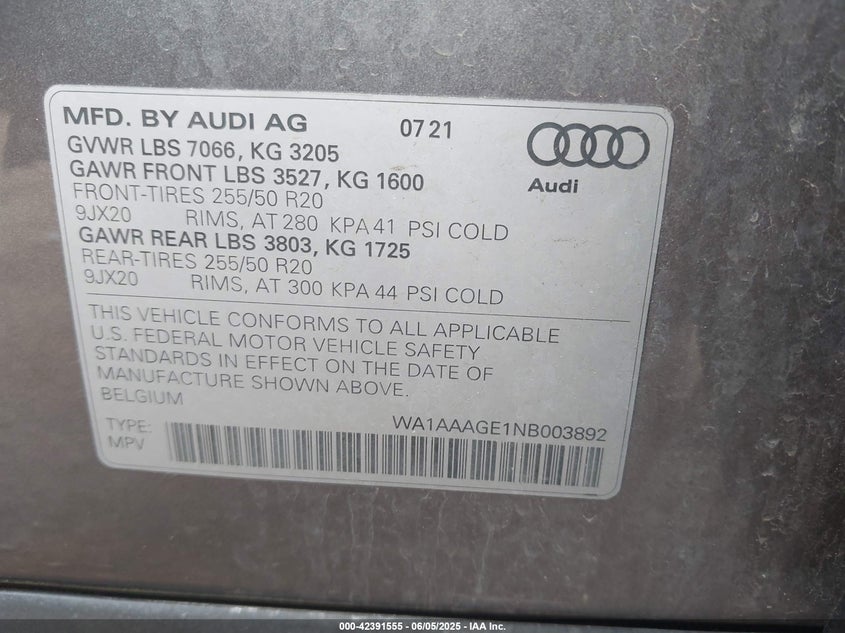 MFD. BY AUDI AG 07 21
GVWR LBS 7066, KG 3205
GAWR FRONT LBS 3527, KG 1600
FRONT-TIRES 255/50 R20
9JX20 RIMS, AT 280 KPA 41 PSI COLD
GAWR REAR LBS 3803, KG 1725
REAR-TIRES 255/50 R20
9JX20 RIMS, AT 300 KPA 44 PSI COLD
Audi
THIS VEHICLE CONFORMS TO ALL APPLICABLE
U.S. FEDERAL MOTOR VEHICLE SAFETY
STANDARDS IN EFFECT ON THE DATE OF
MANUFACTURE SHOWN ABOVE.
BELGIUM
TYPE: WA1AAAGE1NB003892
MPV
000-42391555 - 06/05/2025 - IAA Inc.